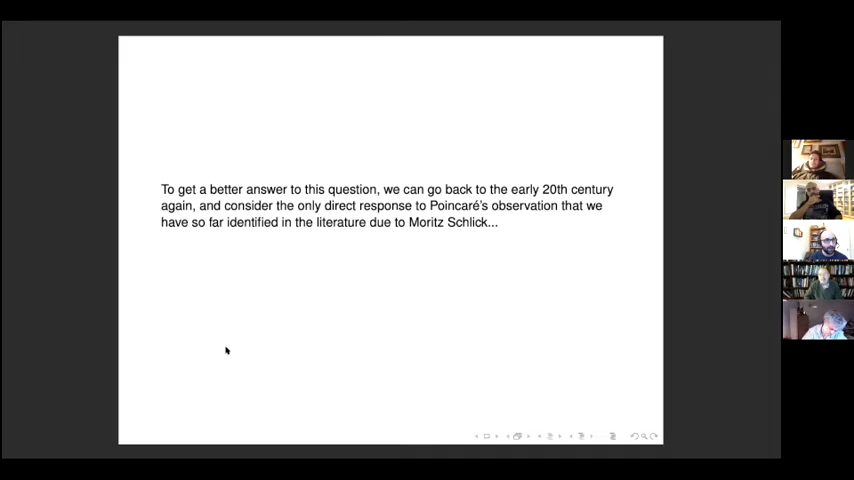 To get a better answer to this question, we can go back to the early 20th century
again, and consider the only direct response to Poincaré's observation that we
have so far identified in the literature due to Moritz Schlick...